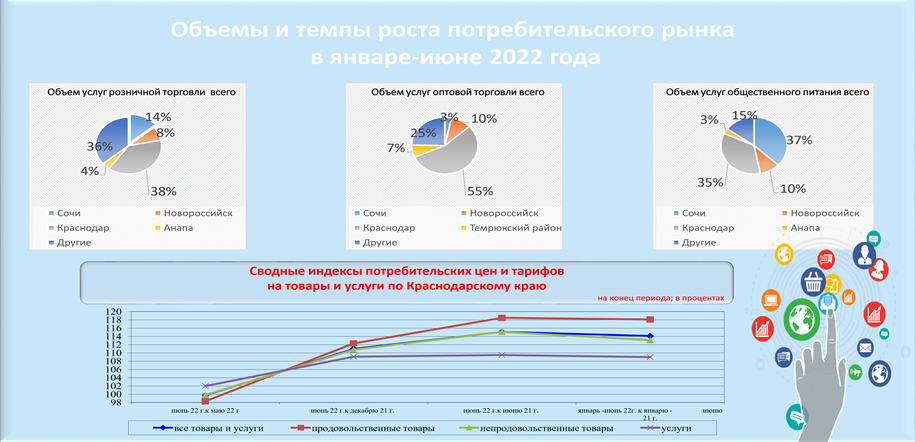 Объемы и темпы роста потребительского рынка
в январе-июне 2022 года
Объем услуг розничной торговли всего
14%
8%
36%
4%
38%
Сочи
Новороссийск
Краснодар
Анапа
Другие
Объем услуг оптовой торговли всего
3%
10%
25%
7%
55%
Сочи
Новороссийск
Краснодар
Темрюкский район
Другие
Объем услуг общественного питания всего
3%
15%
37%
35%
10%
Сочи
Новороссийск
Краснодар
Анапа
Другие
Сводные индексы потребительских цен и тарифов
на товары и услуги по Краснодарскому краю
на конец периода; в процентах
120
118
116
114
112
110
108
106
104
102
100
98
июнь 22 г.к маю 22 г
июнь 22 г.к декабрю 21 г.
июнь 22 г.к июню 21 г.
январь -июнь 22г. к январю - июню
21 г.
все товары и услуги
продовольственные товары
непродовольственные товары
услуги